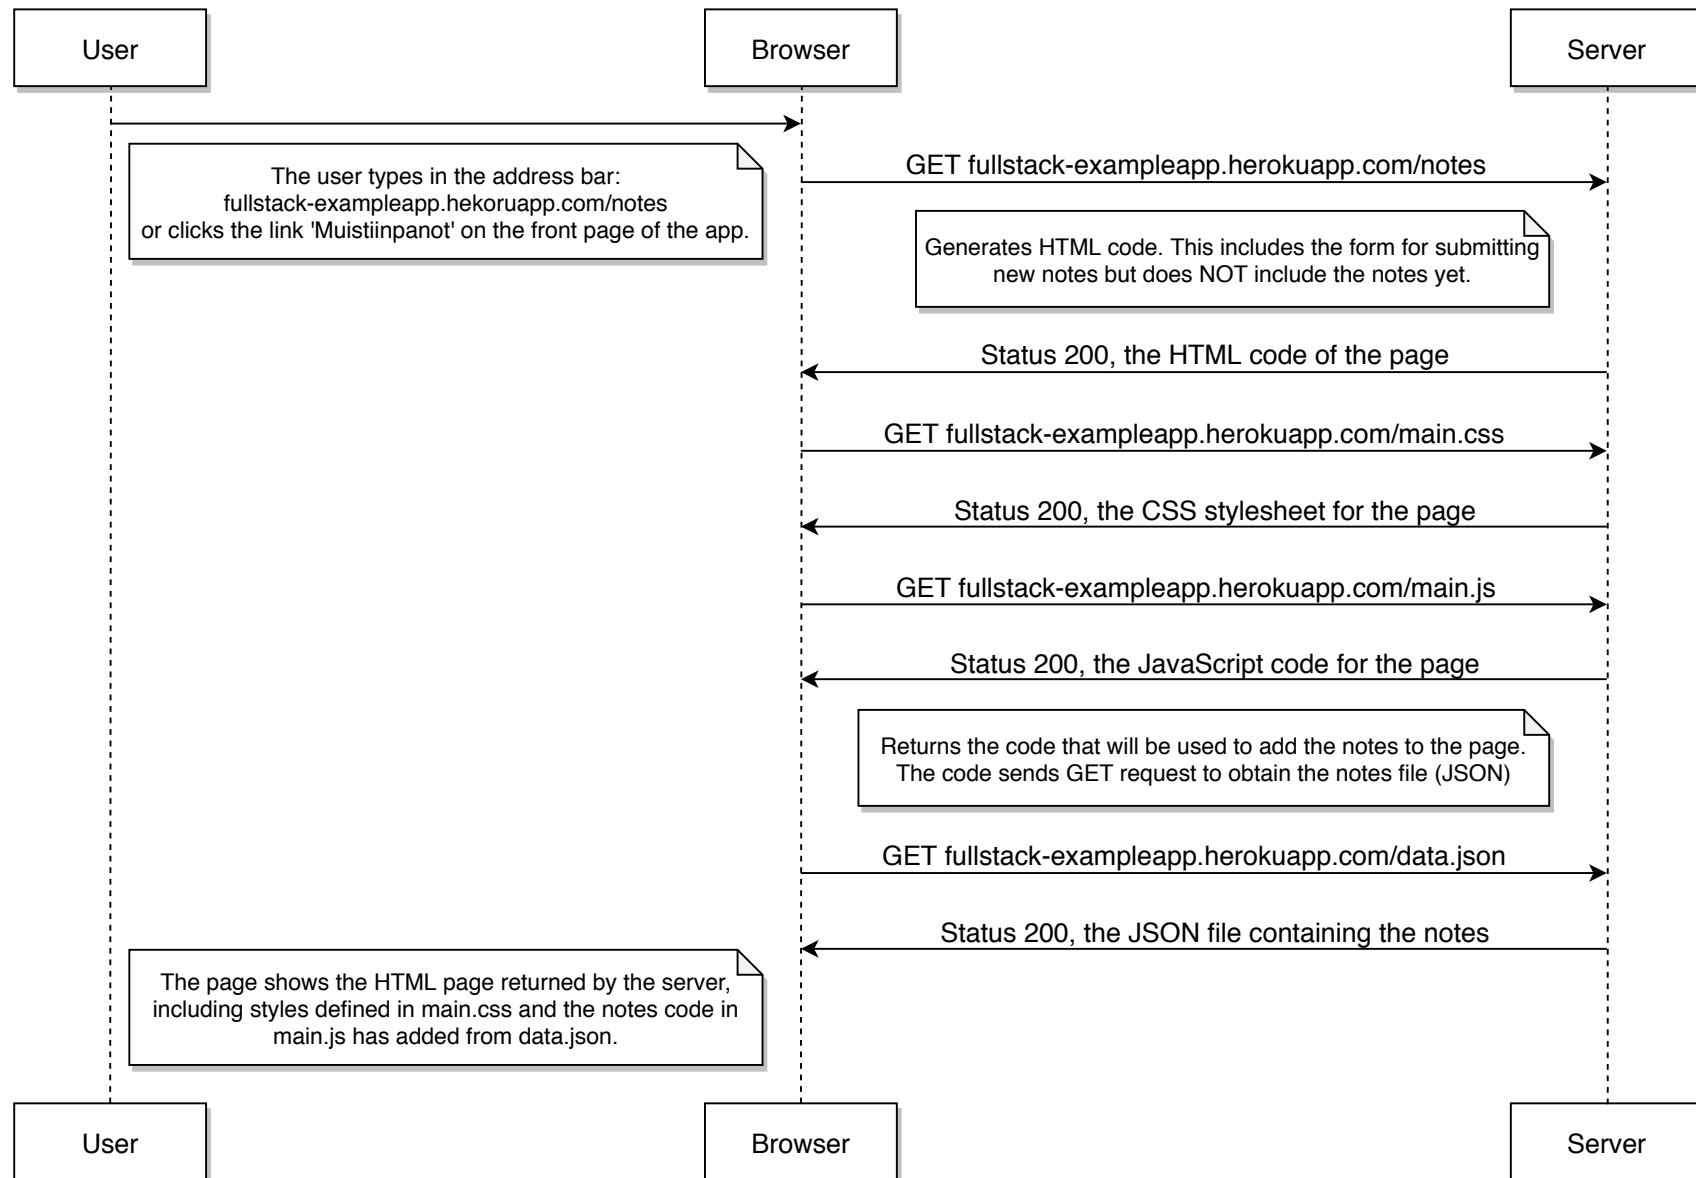 User
Browser
Server
The user types in the address bar:
fullstack-exampleapp.hekoruapp.com/notes
or clicks the link 'Muistiinpanot' on the front page of the app.
GET fullstack-exampleapp.herokuapp.com/notes
Generates HTML code. This includes the form for submitting
new notes but does NOT include the notes yet.
Status 200, the HTML code of the page
GET fullstack-exampleapp.herokuapp.com/main.css
Status 200, the CSS stylesheet for the page
GET fullstack-exampleapp.herokuapp.com/main.js
Status 200, the JavaScript code for the page
Returns the code that will be used to add the notes to the page.
The code sends GET request to obtain the notes file (JSON)
GET fullstack-exampleapp.herokuapp.com/data.json
Status 200, the JSON file containing the notes
The page shows the HTML page returned by the server,
including styles defined in main.css and the notes code in
main.js has added from data.json.
User
Browser
Server